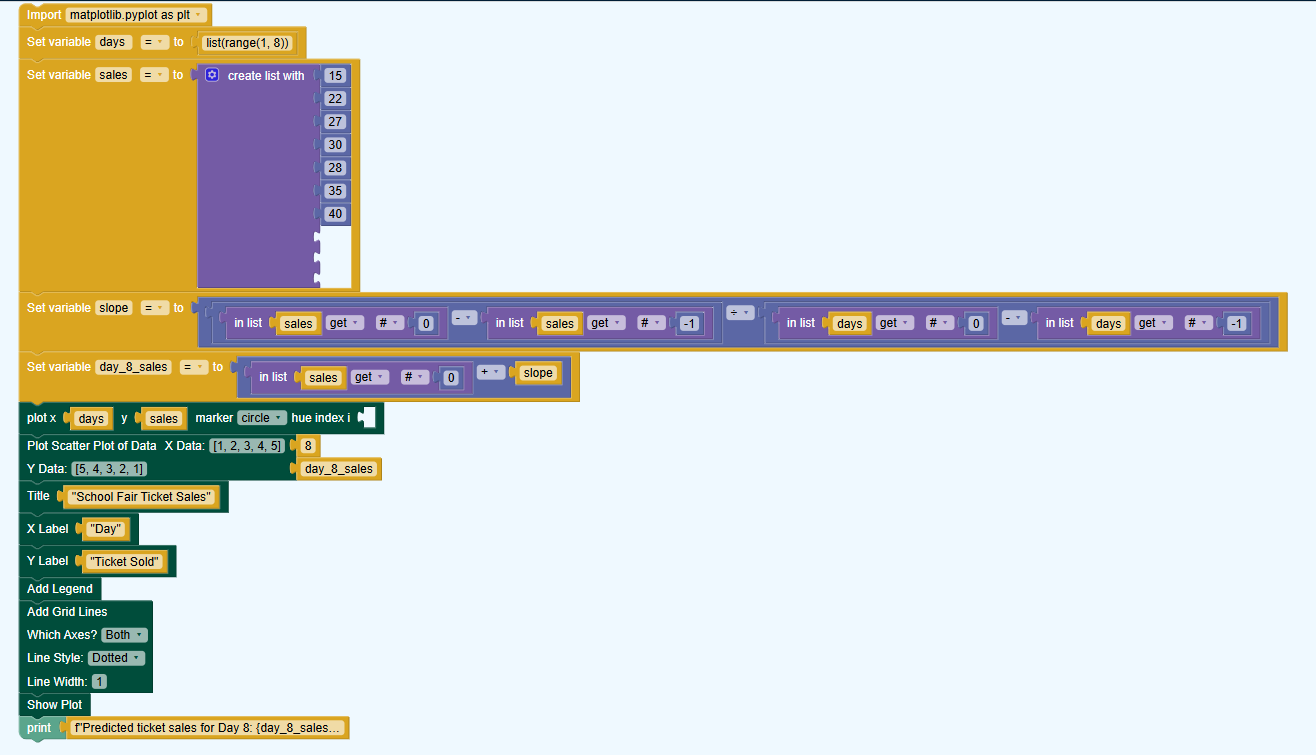 Import matplotlib.pyplot as plt
Set variable days = to list(range(1, 8))
Set variable sales = to create list with 15
22
27
30
28
35
40
Set variable slope = to in list sales get # 0 - in list sales get # -1 ÷ in list days get # 0 - in list days get # -1
Set variable day_8_sales = to in list sales get # 0 + slope
plot x days y sales marker circle hue index i
Plot Scatter Plot of Data X Data: [1, 2, 3, 4, 5] 8
Y Data: [5, 4, 3, 2, 1] day_8_sales
Title "School Fair Ticket Sales"
X Label "Day"
Y Label "Ticket Sold"
Add Legend
Add Grid Lines
Which Axes? Both
Line Style: Dotted
Line Width: 1
Show Plot
print f"Predicted ticket sales for Day 8: {day_8_sales...